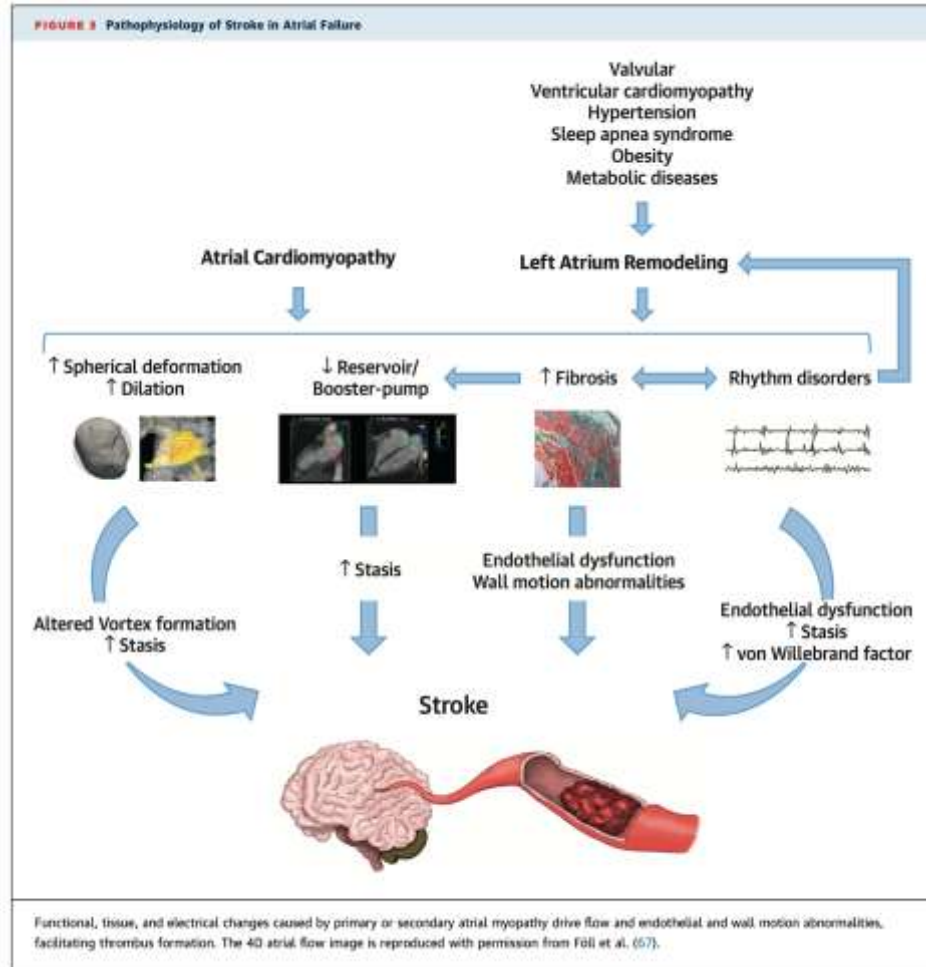 FIGURE 3 Pathophysiology of Stroke in Atrial Failure
Valvular
Ventricular cardiomyopathy
Hypertension
Sleep apnea syndrome
Obesity
Metabolic diseases
Atrial Cardiomyopathy
Left Atrium Remodeling
↑ Spherical deformation
↑ Dilation
↓ Reservoir/
Booster-pump
↑ Fibrosis
Rhythm disorders
↑ Stasis
Endothelial dysfunction
Wall motion abnormalities
Altered Vortex formation
↑ Stasis
Endothelial dysfunction
↑ Stasis
↑ von Willebrand factor
Stroke
Functional, tissue, and electrical changes caused by primary or secondary atrial myopathy drive flow and endothelial and wall motion abnormalities,
facilitating thrombus formation. The 4D atrial flow image is reproduced with permission from Föll et al. (67).